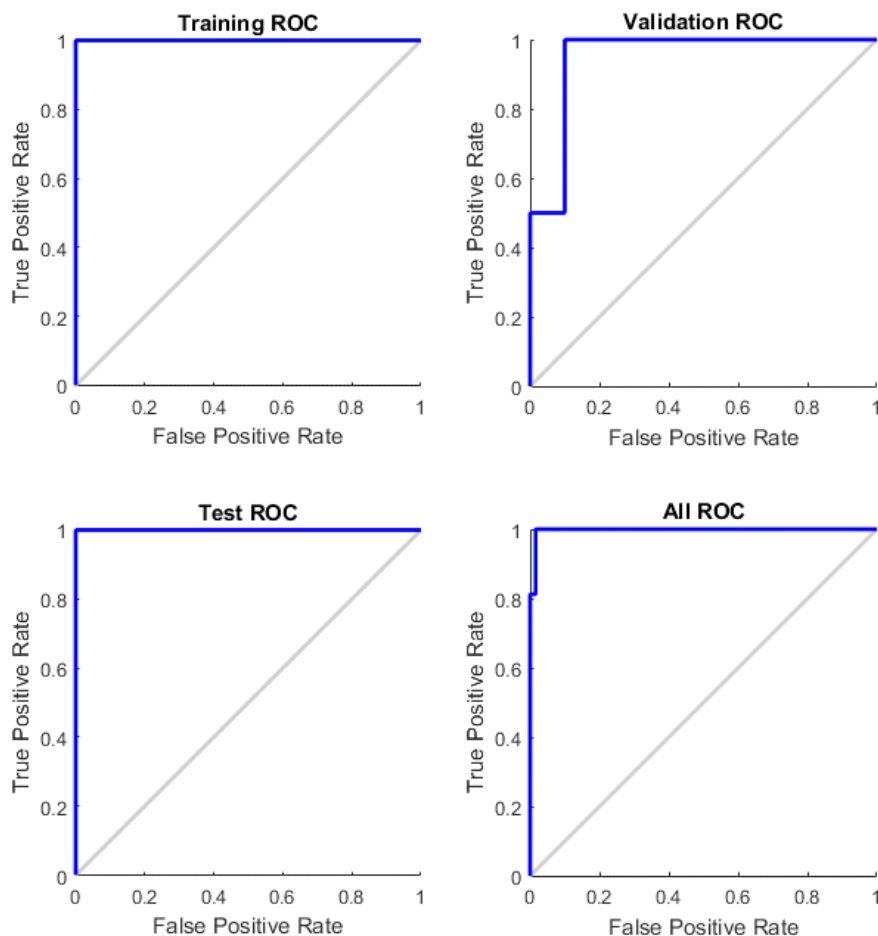 Training ROC
1
0.8
0.6
0.4
0.2
0
True Positive Rate
0 0.2 0.4 0.6 0.8 1
False Positive Rate
Validation ROC
1
0.8
0.6
0.4
0.2
0
True Positive Rate
0 0.2 0.4 0.6 0.8 1
False Positive Rate
Test ROC
1
0.8
0.6
0.4
0.2
0
True Positive Rate
0 0.2 0.4 0.6 0.8 1
False Positive Rate
All ROC
1
0.8
0.6
0.4
0.2
0
True Positive Rate
0 0.2 0.4 0.6 0.8 1
False Positive Rate